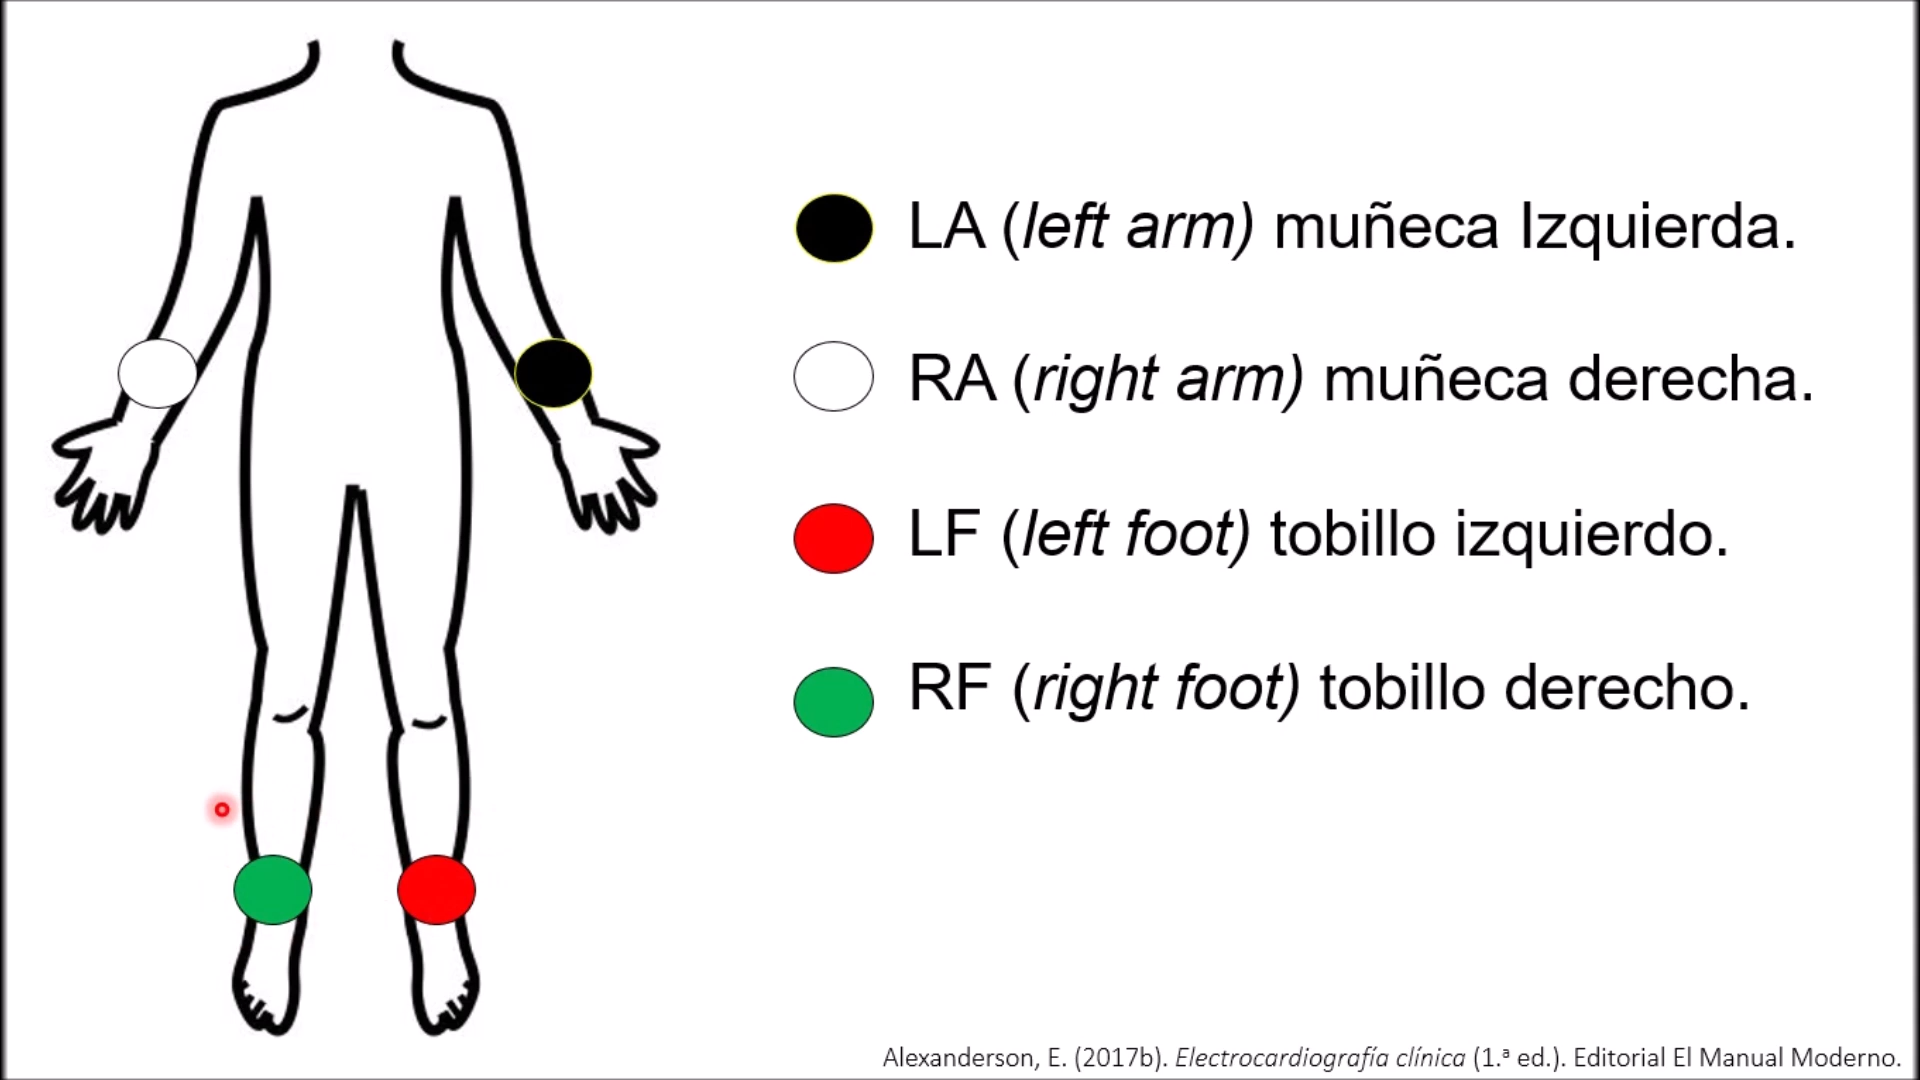 LA (left arm) muñeca Izquierda.
RA (right arm) muñeca derecha.
LF (left foot) tobillo izquierdo.
RF (right foot) tobillo derecho.
Alexanderson, E. (2017b). Electrocardiografía clínica (1.ª ed.). Editorial El Manual Moderno.